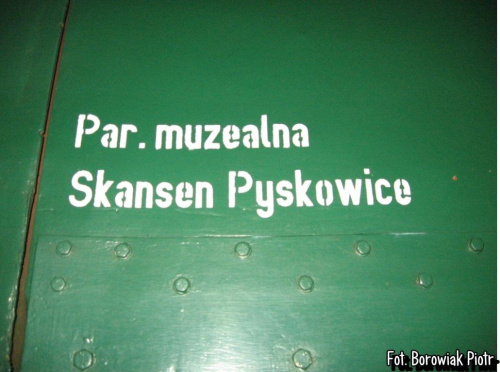 Par. muzealna
Skansen Pyskowice
Fot. Borowiak Piotr